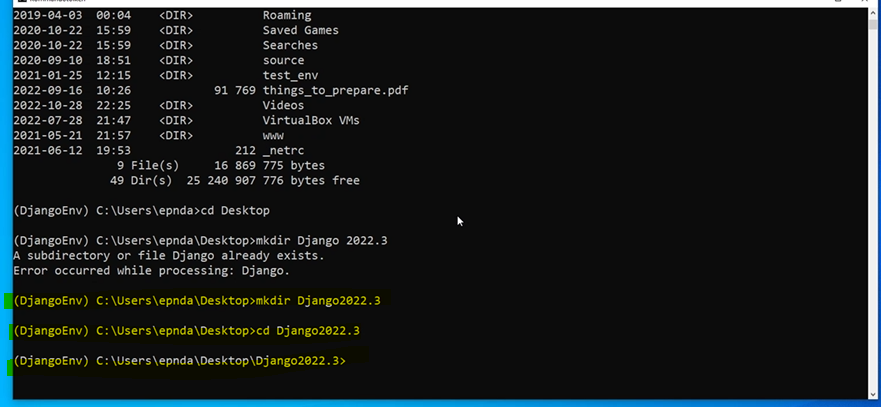 2019-04-03  00:04    <DIR>          Roaming
2020-10-22  15:59    <DIR>          Saved Games
2020-10-22  15:59    <DIR>          Searches
2020-09-10  18:51    <DIR>          source
2021-01-25  12:15    <DIR>          test_env
2022-09-16  10:26            91 769 things_to_prepare.pdf
2022-10-28  22:25    <DIR>          Videos
2022-07-28  21:47    <DIR>          VirtualBox VMs
2021-05-21  21:57    <DIR>          www
2021-06-12  19:53               212 _netrc
9 File(s)     16 869 775 bytes
49 Dir(s)  25 240 907 776 bytes free
(DjangoEnv) C:\Users\epnda>cd Desktop
(DjangoEnv) C:\Users\epnda\Desktop>mkdir Django 2022.3
A subdirectory or file Django already exists.
Error occurred while processing: Django.
(DjangoEnv) C:\Users\epnda\Desktop>mkdir Django2022.3
(DjangoEnv) C:\Users\epnda\Desktop>cd Django2022.3
(DjangoEnv) C:\Users\epnda\Desktop\Django2022.3>